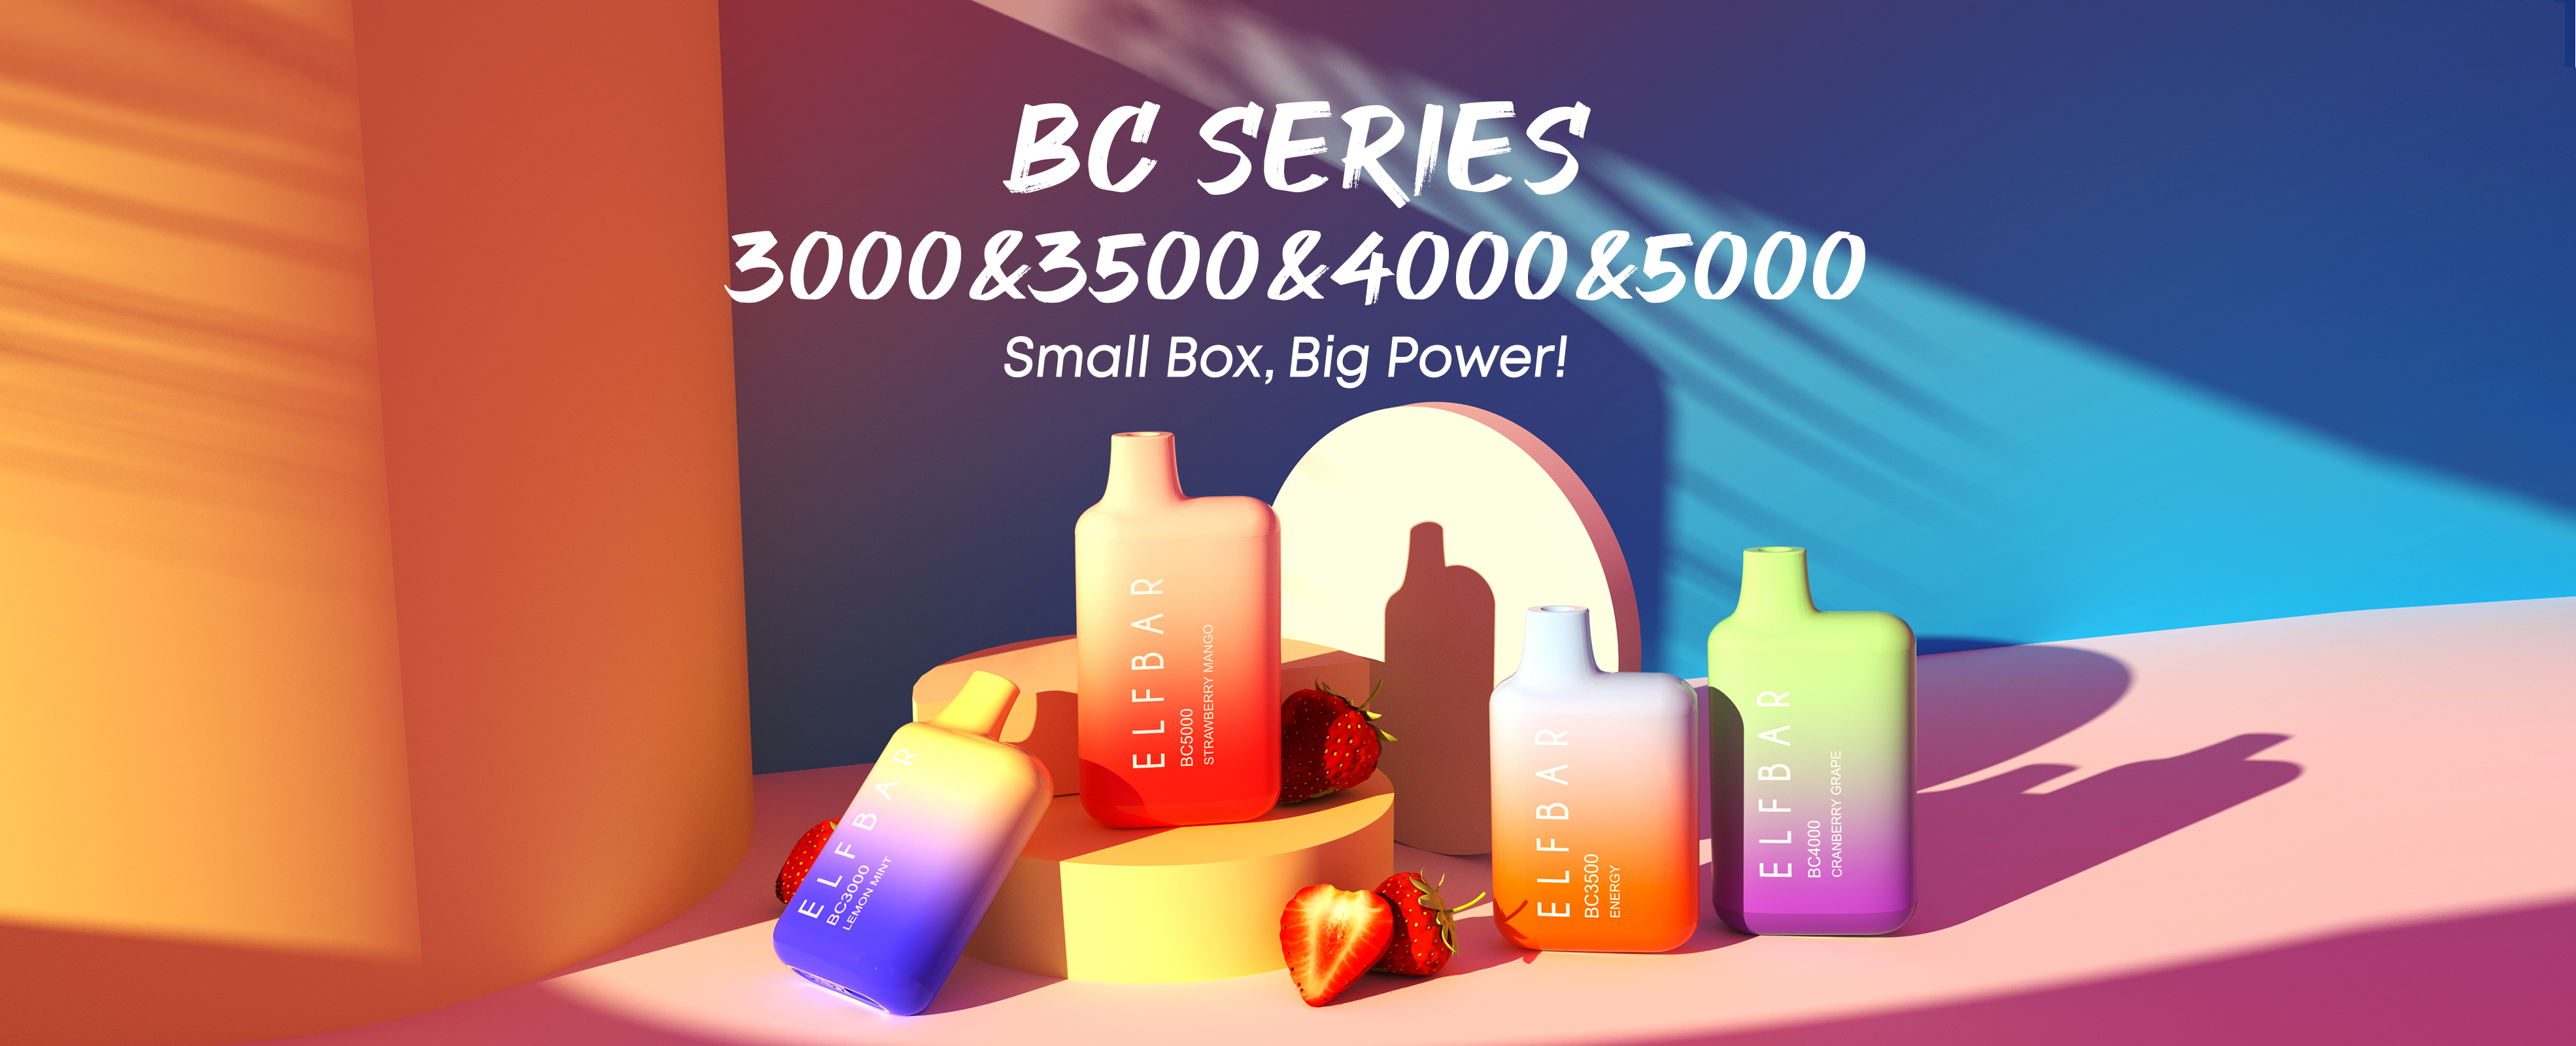 BC SERIES
3000&3500&4000&5000
Small Box, Big Power!
ELFBAR
BC3000
LEMON MINT
ELFBAR
BC5000
STRAWBERRY MANGO
ELFBAR
BC3500
ENERGY
ELFBAR
BC4000
CRANBERRY GRAPE